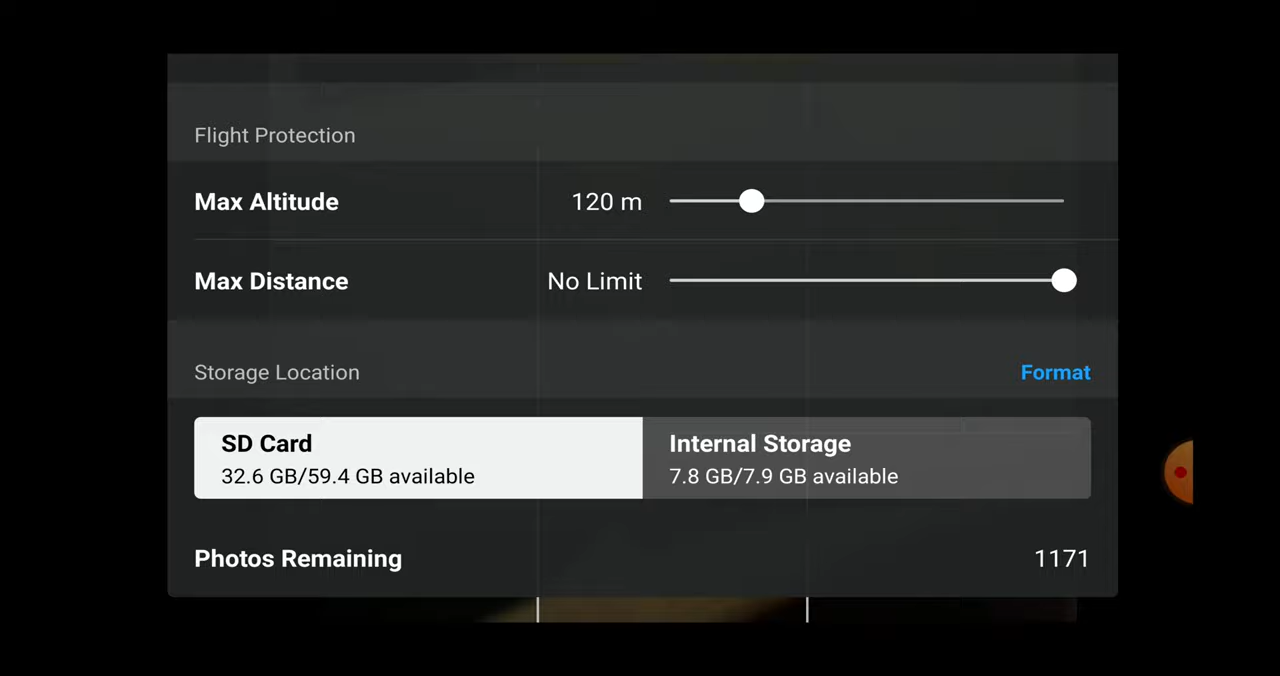 Flight Protection
Max Altitude 120 m
Max Distance No Limit
Storage Location Format
SD Card Internal Storage
32.6 GB/59.4 GB available 7.8 GB/7.9 GB available
Photos Remaining 1171